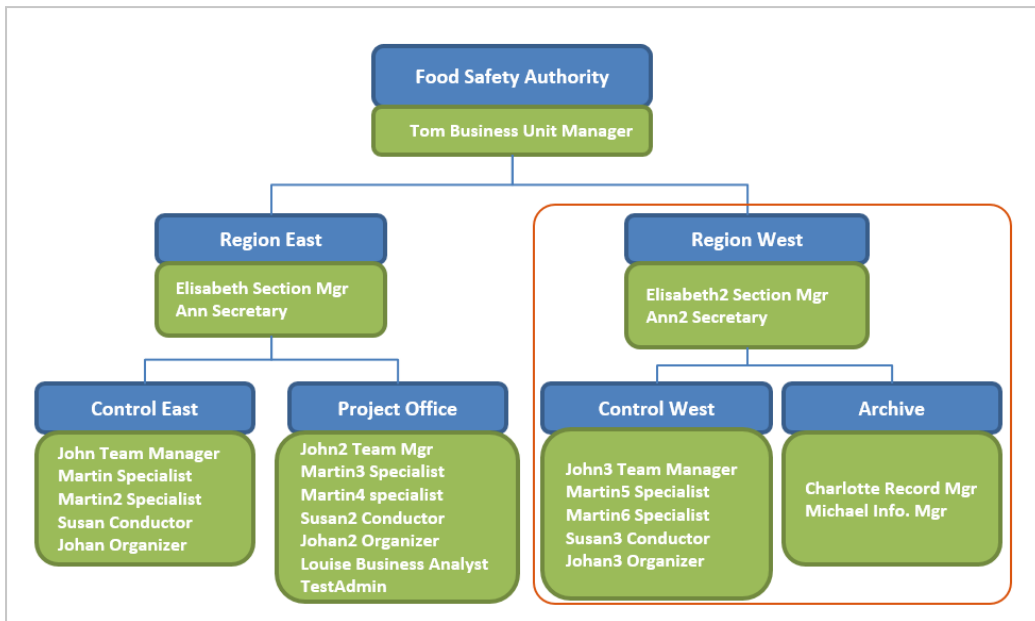 Food Safety Authority
Tom Business Unit Manager
Region East
Elisabeth Section Mgr
Ann Secretary
Region West
Elisabeth2 Section Mgr
Ann2 Secretary
Control East
John Team Manager
Martin Specialist
Martin2 Specialist
Susan Conductor
Johan Organizer
Project Office
John2 Team Mgr
Martin3 Specialist
Martin4 specialist
Susan2 Conductor
Johan2 Organizer
Louise Business Analyst
TestAdmin
Control West
John3 Team Manager
Martin5 Specialist
Martin6 Specialist
Susan3 Conductor
Johan3 Organizer
Archive
Charlotte Record Mgr
Michael Info. Mgr